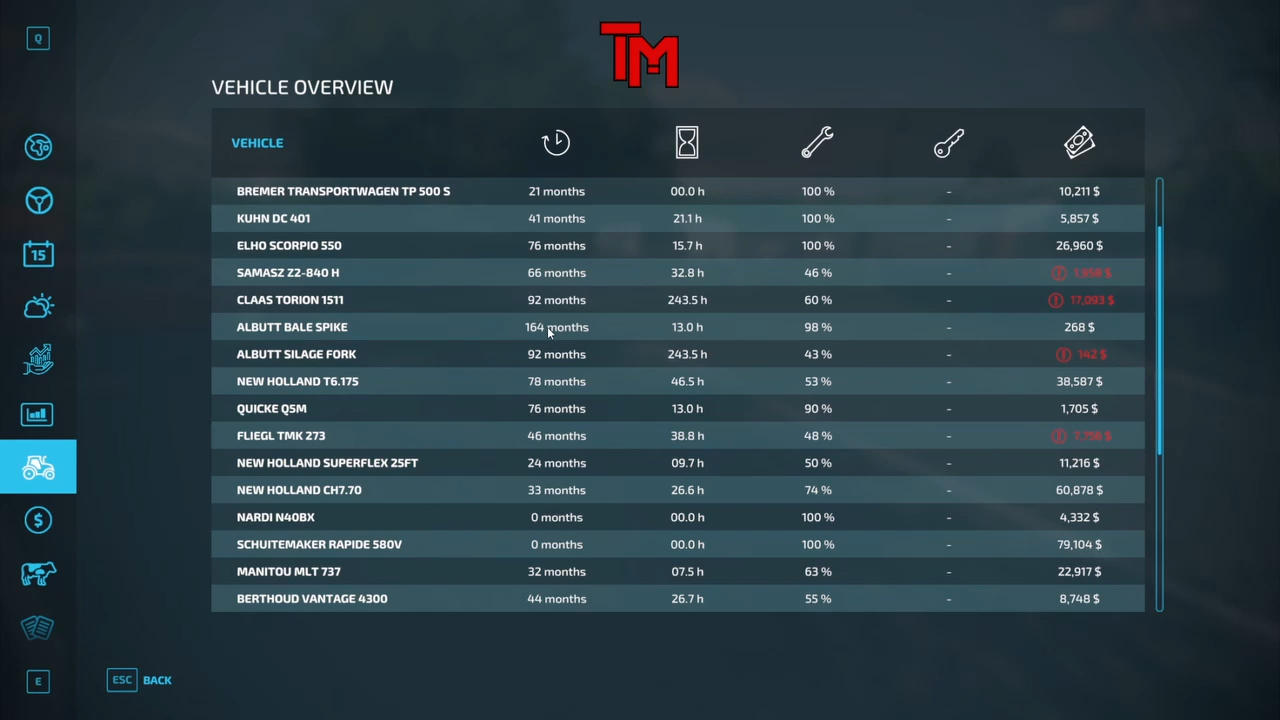 Q
TM
VEHICLE OVERVIEW
VEHICLE
15
BREMER TRANSPORTWAGEN TP 500 S 21 months 00.0 h 100 % - 10,211 $
KUHN DC 401 41 months 21.1 h 100 % - 5,857 $
ELHO SCORPIO 550 76 months 15.7 h 100 % - 26,960 $
SAMASZ Z2-840 H 66 months 32.8 h 46 % - $
CLAAS TORION 1511 92 months 243.5 h 60 % - 17,093 $
ALBUTT BALE SPIKE 164 months 13.0 h 98 % - 268 $
ALBUTT SILAGE FORK 92 months 243.5 h 43 % - 142 $
NEW HOLLAND T6.175 78 months 46.5 h 53 % - 38,587 $
QUICKE Q5M 76 months 13.0 h 90 % - 1,705 $
FLIEGL TMK 273 46 months 38.8 h 48 % - $
NEW HOLLAND SUPERFLEX 25FT 24 months 09.7 h 50 % - 11,216 $
NEW HOLLAND CH7.70 33 months 26.6 h 74 % - 60,878 $
NARDI N40BX 0 months 00.0 h 100 % - 4,332 $
SCHUITEMAKER RAPIDE 580V 0 months 00.0 h 100 % - 79,104 $
MANITOU MLT 737 32 months 07.5 h 63 % - 22,917 $
BERTHOUD VANTAGE 4300 44 months 26.7 h 55 % - 8,748 $
E
ESC BACK